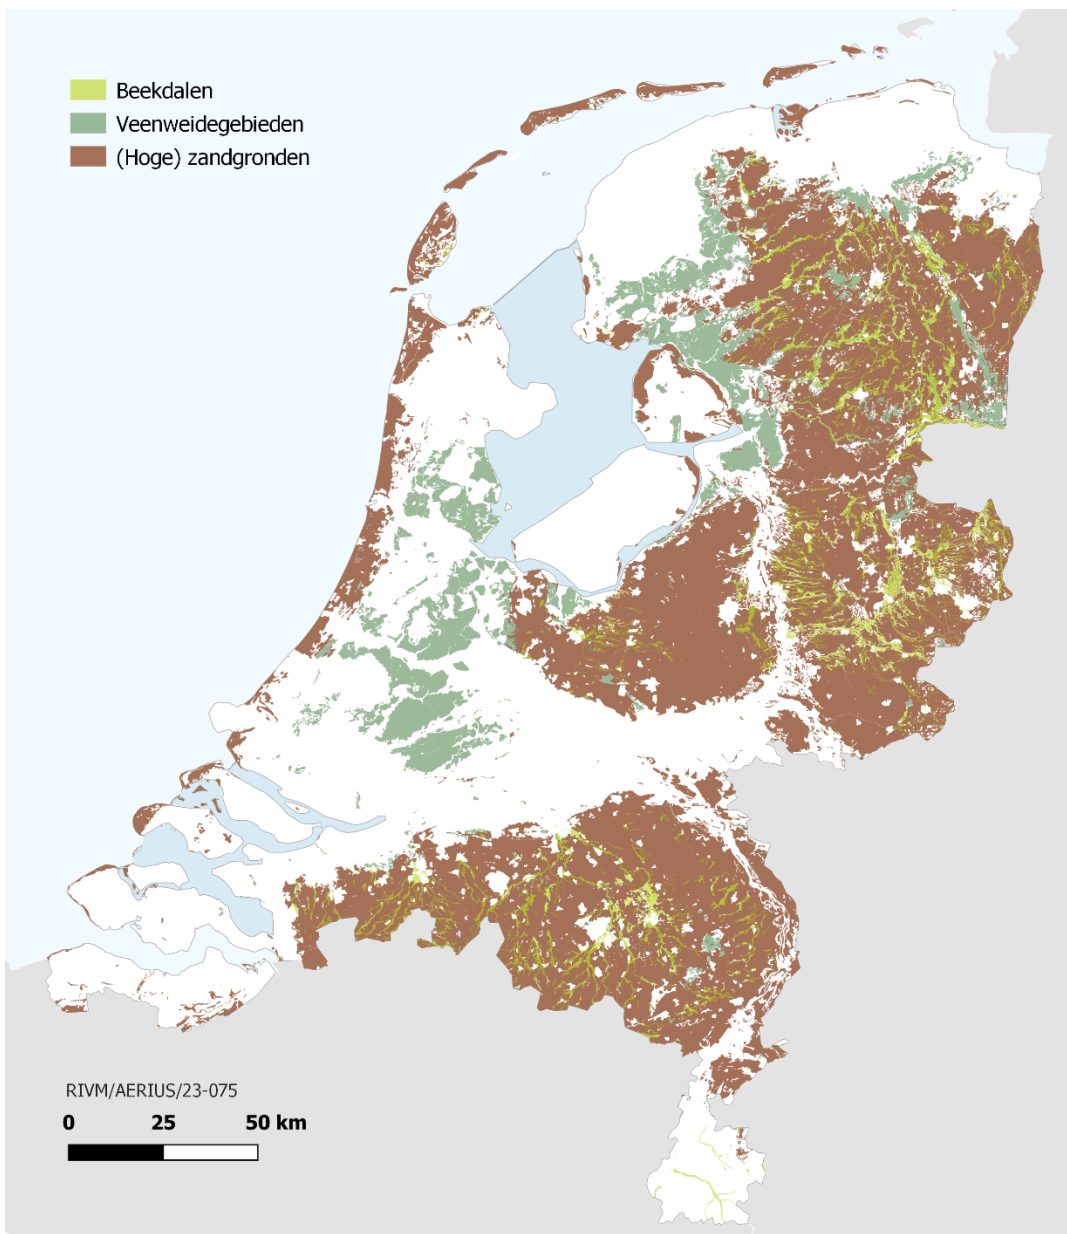 Beekdalen
Veenweidegebieden
(Hoge) zandgronden
RIVM/AERIUS/23-075
0 25 50 km